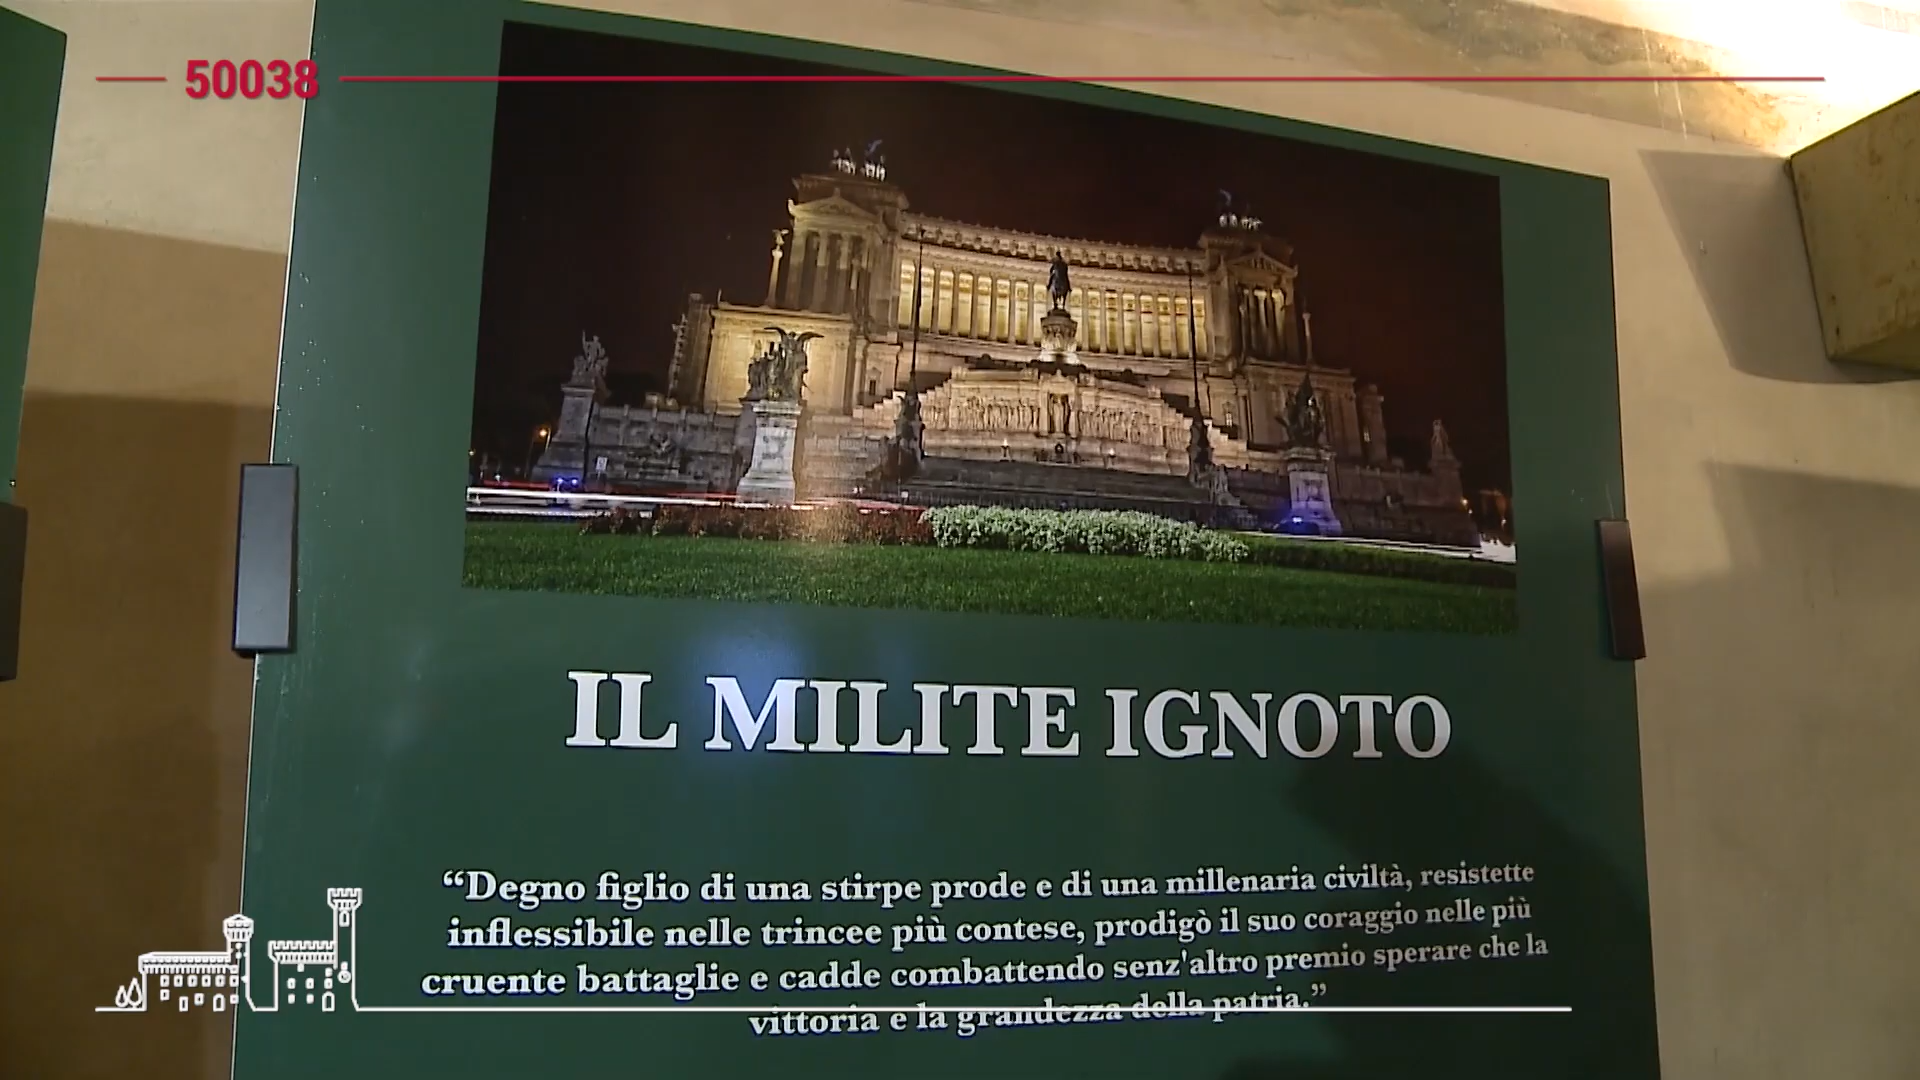 50038
IL MILITE IGNOTO
“Degno figlio di una stirpe prode e di una millenaria civiltà, resistette
inflessibile nelle trincee più contese, prodigò il suo coraggio nelle più
cruente battaglie e cadde combattendo senz'altro premio sperare che la
vittoria e la grandezza della patria.”